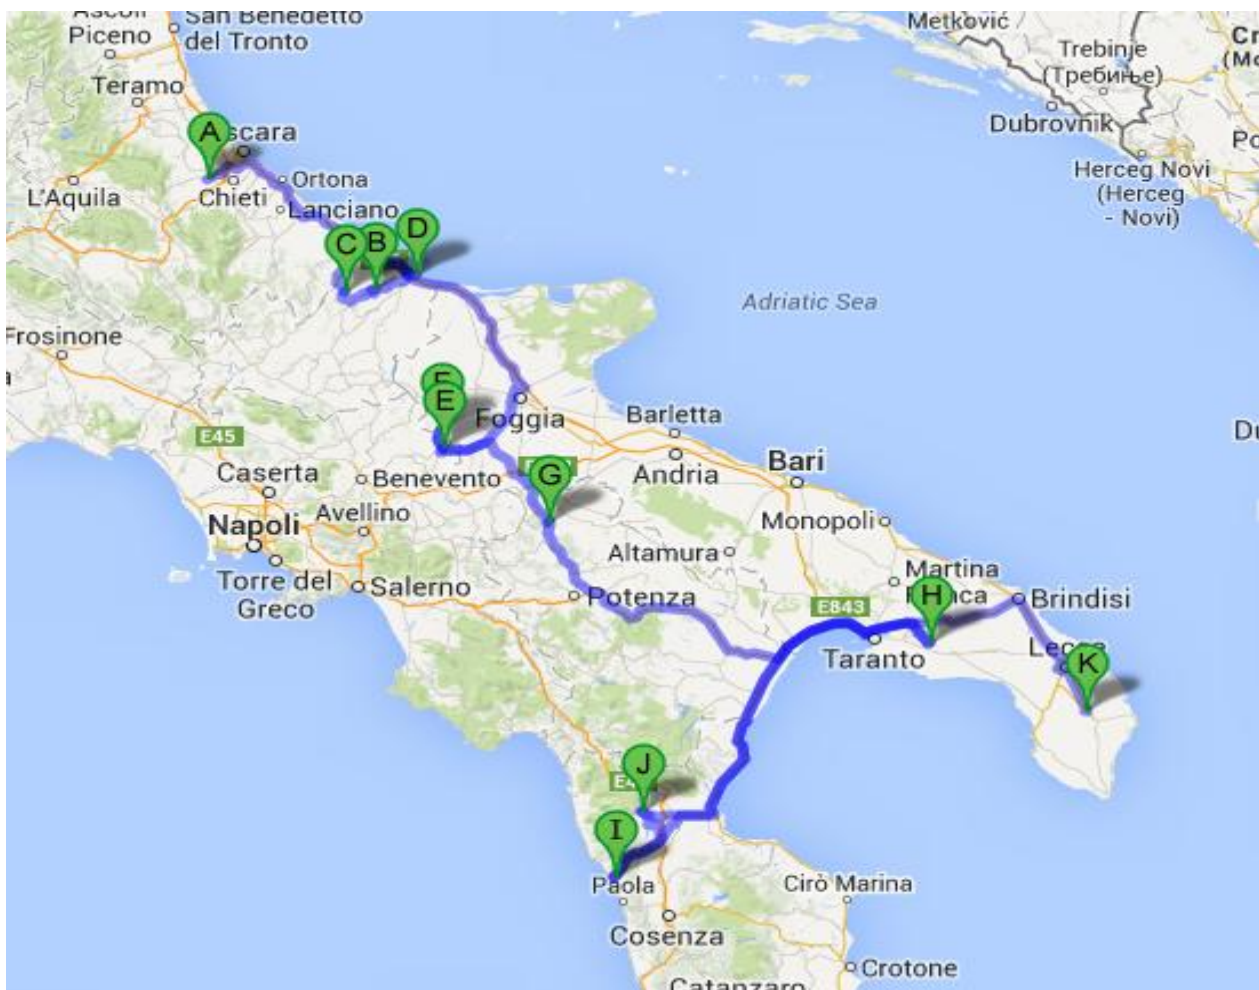 Ascoli
Piceno
San Benedetto
del Tronto
Metković
Trebinje
(Требиње)
Teramo
A
scara
Dubrovnik
L'Aquila
Chieti
Ortona
Lanciano
Herceg Novi
(Herceg
- Novi)
C
B
D
Adriatic Sea
Frosinone
E
Foggia
Barletta
E45
Caserta
Benevento
Andria
Bari
G
Napoli
Avellino
Monopoli
Altamura
Torre del
Greco
Salerno
Potenza
Martina
E843
H
Brindisi
Taranto
K
J
I
Paola
Cirò Marina
Cosenza
Crotone
Catanzaro